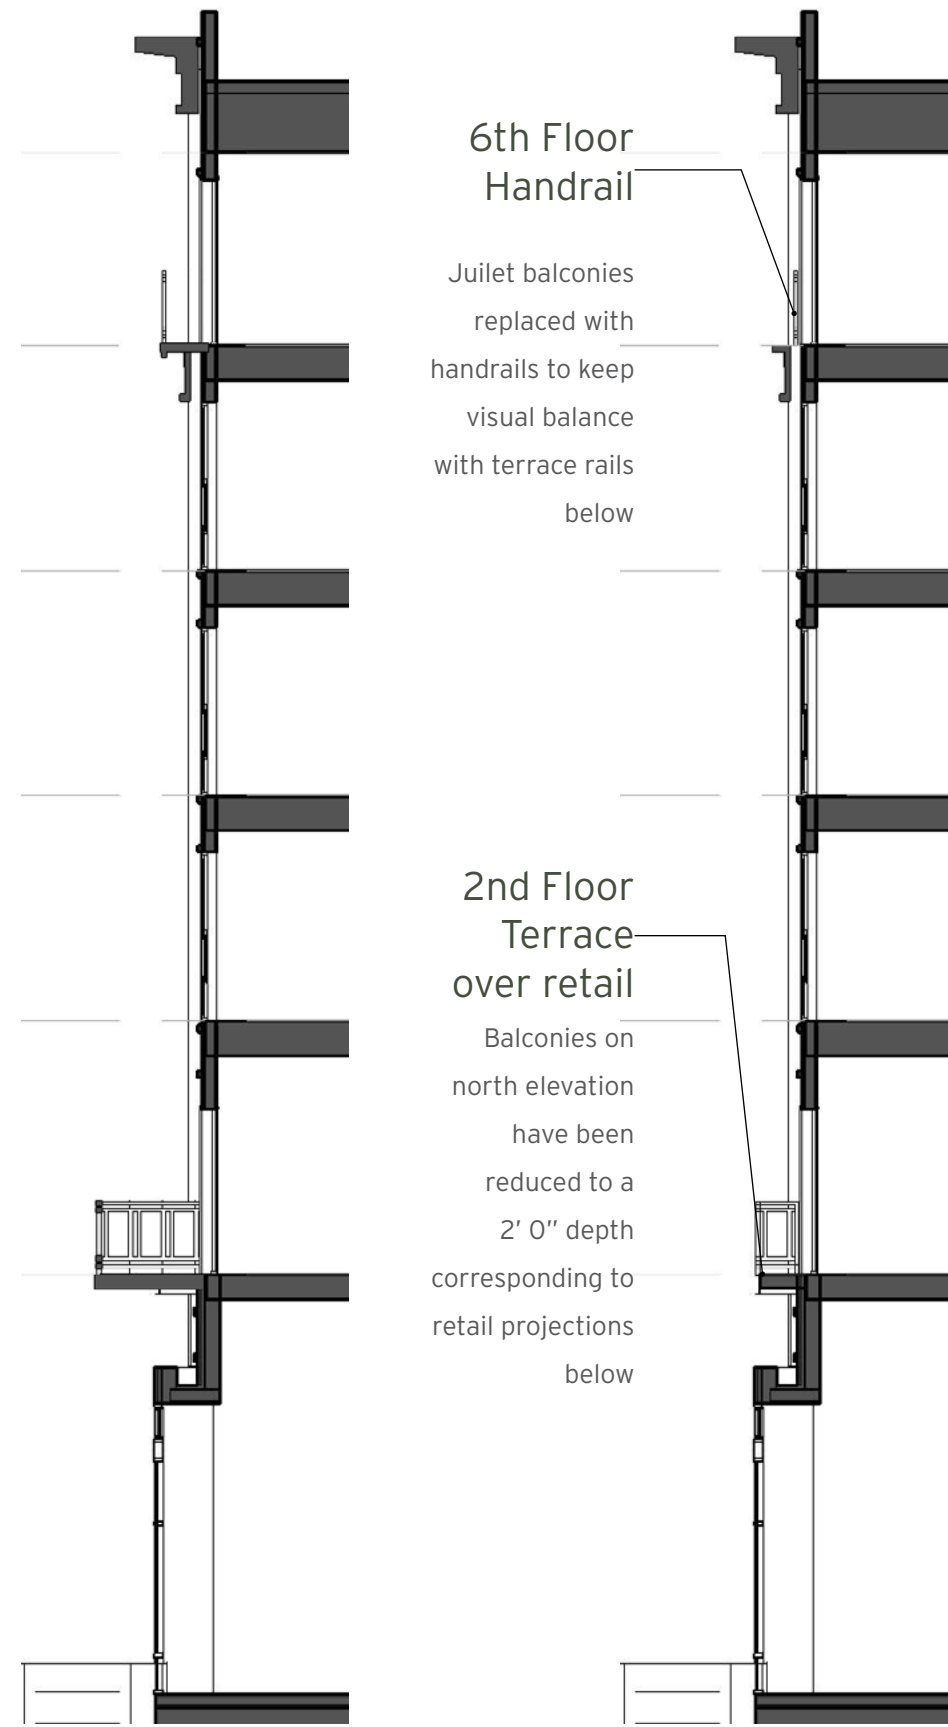 6th Floor
Handrail
Juilet balconies
replaced with
handrails to keep
visual balance
with terrace rails
below
2nd Floor
Terrace
over retail
Balconies on
north elevation
have been
reduced to a
2’ 0” depth
corresponding to
retail projections
below